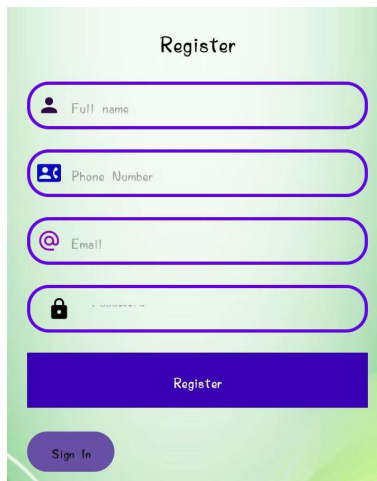 Register
Full name
Phone Number
Email
Register
Sign In